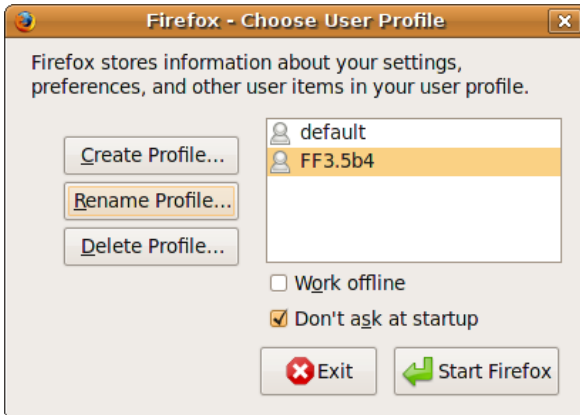 Firefox - Choose User Profile
Firefox stores information about your settings,
preferences, and other user items in your user profile.
Create Profile...
Rename Profile...
Delete Profile...
default
FF3.5b4
Work offline
Don't ask at startup
Exit
Start Firefox